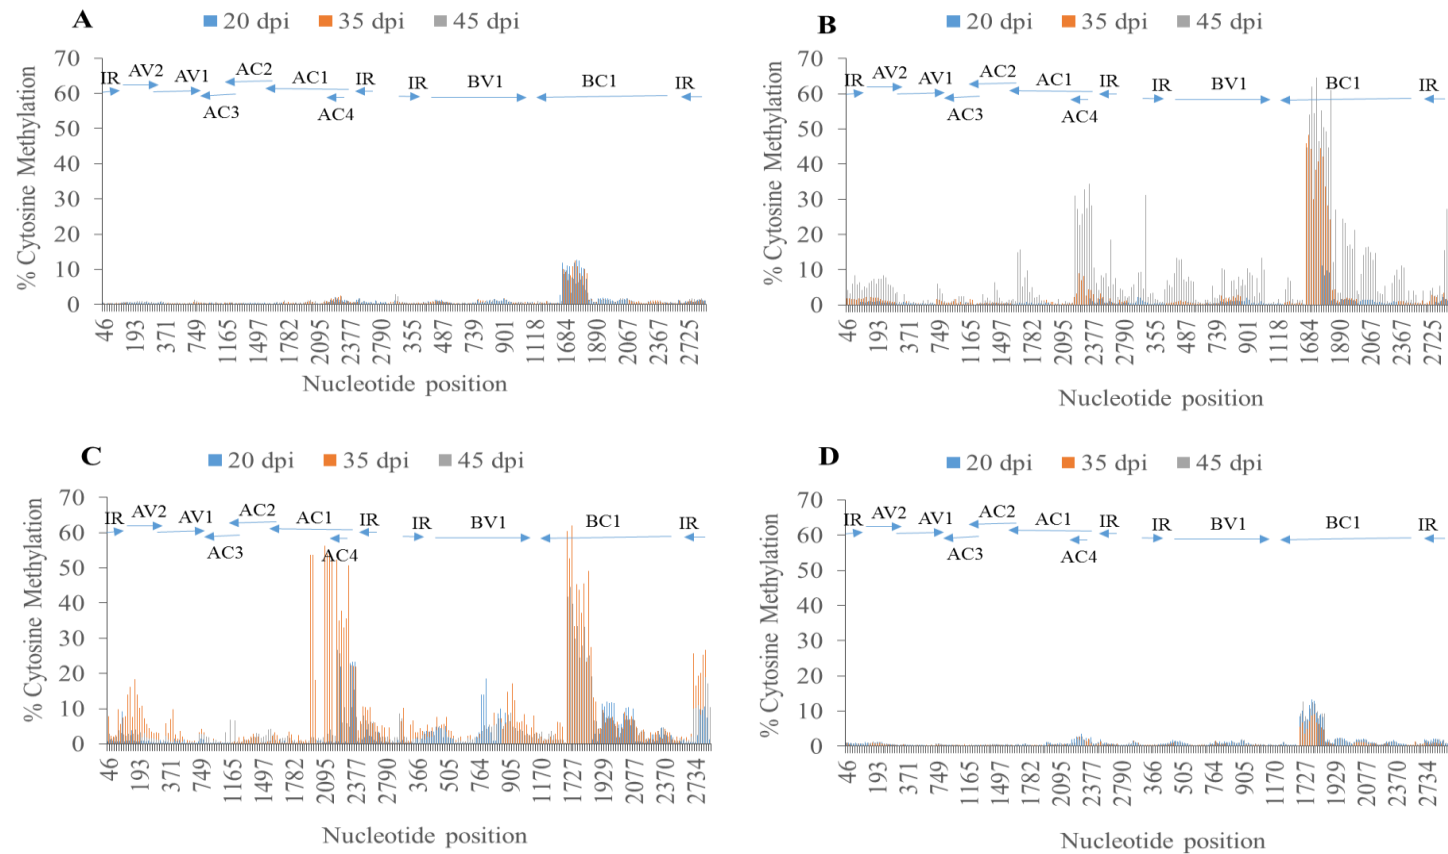 A
20 dpi 35 dpi 45 dpi
70
60
50
40
30
20
10
0
% Cytosine Methylation
IR AV2 AV1 AC2 AC1 IR IR BV1 BC1 IR
AC3 AC4
46 193 371 749 1165 1497 1782 2095 2377 2790 355 487 739 901 1118 1684 1890 2067 2367 2725
Nucleotide position
B
20 dpi 35 dpi 45 dpi
70
60
50
40
30
20
10
0
% Cytosine Methylation
IR AV2 AV1 AC2 AC1 IR IR BV1 BC1 IR
AC3 AC4
46 193 371 749 1165 1497 1782 2095 2377 2790 355 487 739 901 1118 1684 1890 2067 2367 2725
Nucleotide position
C
20 dpi 35 dpi 45 dpi
70
60
50
40
30
20
10
0
% Cytosine Methylation
IR AV2 AV1 AC2 AC1 IR IR BV1 BC1 IR
AC3 AC4
46 193 371 749 1165 1497 1782 2095 2377 2790 366 505 764 905 1170 1727 1929 2077 2370 2734
Nucleotide position
D
20 dpi 35 dpi 45 dpi
70
60
50
40
30
20
10
0
% Cytosine Methylation
IR AV2 AV1 AC2 AC1 IR IR BV1 BC1 IR
AC3 AC4
46 193 371 749 1165 1497 1782 2095 2377 2790 366 505 764 905 1170 1727 1929 2077 2370 2734
Nucleotide position